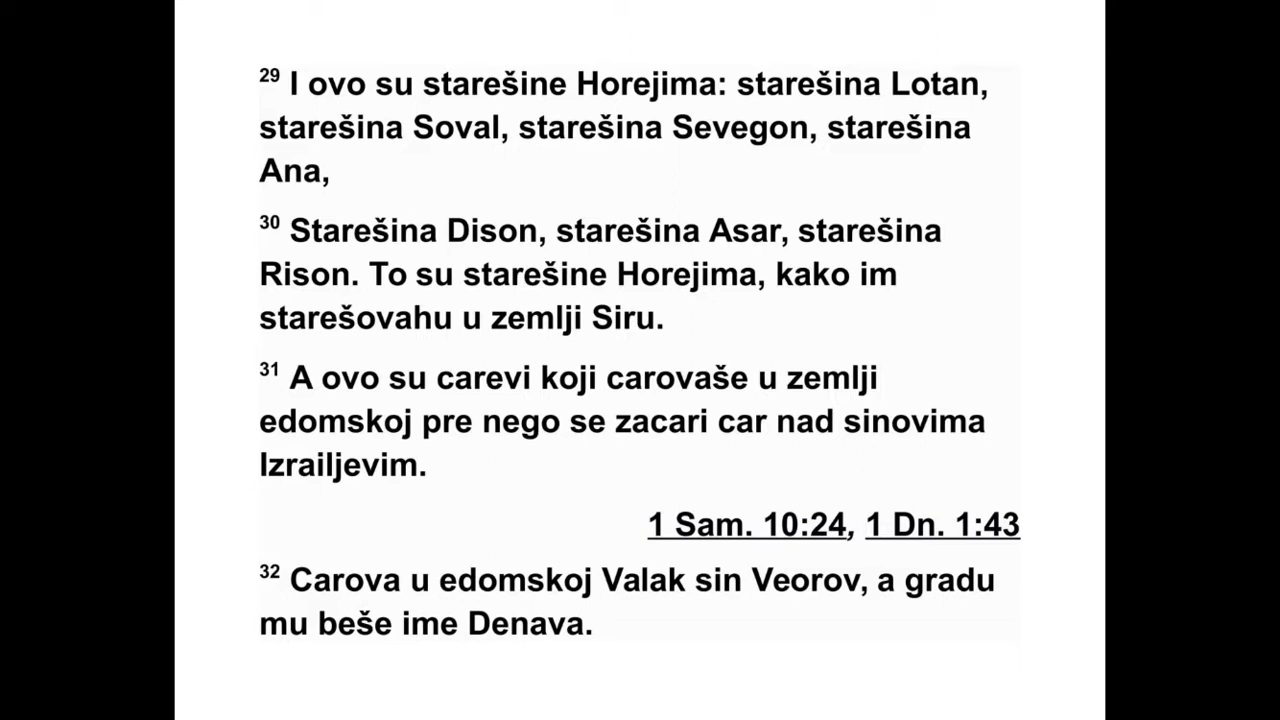 29 I ovo su starešine Horejima: starešina Lotan,
starešina Soval, starešina Sevegon, starešina
Ana,
30 Starešina Dison, starešina Asar, starešina
Rison. To su starešine Horejima, kako im
starešovahu u zemlji Siru.
31 A ovo su carevi koji carovaše u zemlji
edomskoj pre nego se zacari car nad sinovima
Izrailjevim.
1 Sam. 10:24, 1 Dn. 1:43
32 Carova u edomskoj Valak sin Veorov, a gradu
mu beše ime Denava.